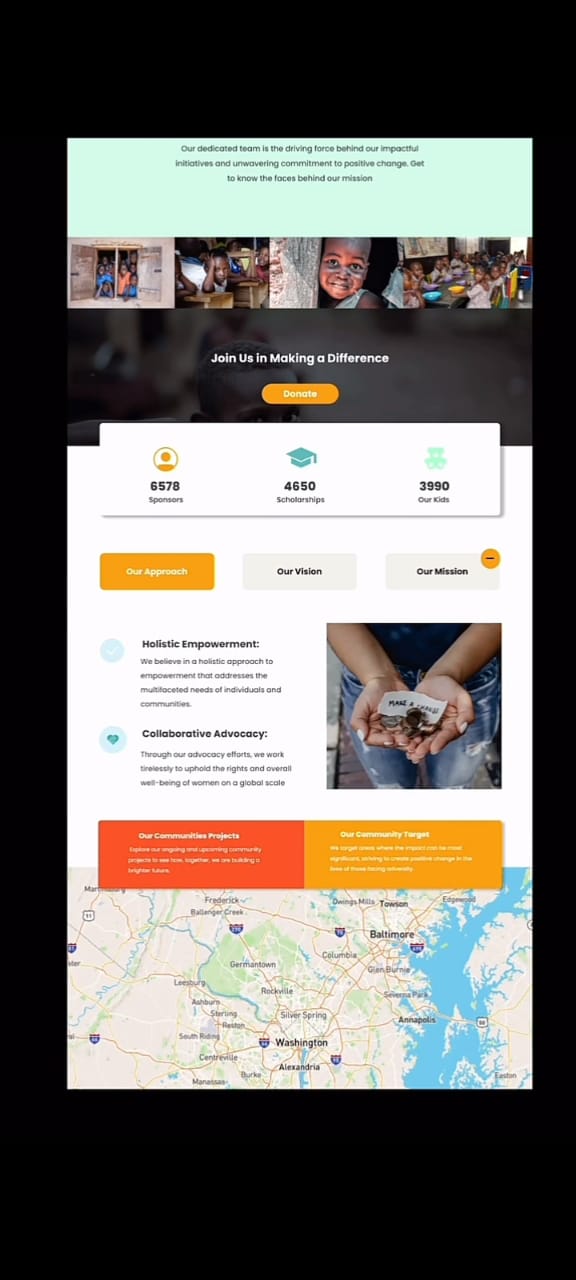 Our dedicated team is the driving force behind our impactful
initiatives and unwavering commitment to positive change. Get
to know the faces behind our mission
Join Us in Making a Difference
Donate
6578
Sponsors
4650
Scholarships
3990
Our Kids
Our Approach
Our Vision
Our Mission
Holistic Empowerment:
We believe in a holistic approach to
empowerment that addresses the
multifaceted needs of individuals and
communities.
MAKE A CHANGE
Collaborative Advocacy:
Through our advocacy efforts, we work
tirelessly to uphold the rights and overall
well-being of women on a global scale
Our Communities Projects
Explore our ongoing and upcoming community
projects to see how, together, we are building a
brighter future.
Our Community Target
We target areas where the impact can be most
significant, striving to create positive change in the
lives of those facing adversity.
Frederick
Owings Mills
Towson
Edgewood
Ballenger Creek
11
70
Baltimore
Columbia
Germantown
Glen Burnie
Leesburg
Rockville
Ashburn
Severna Park
Sterling
Silver Spring
Annapolis
50
Reston
South Riding
Washington
66
Centreville
Alexandria
Burke
Manassas
Easton